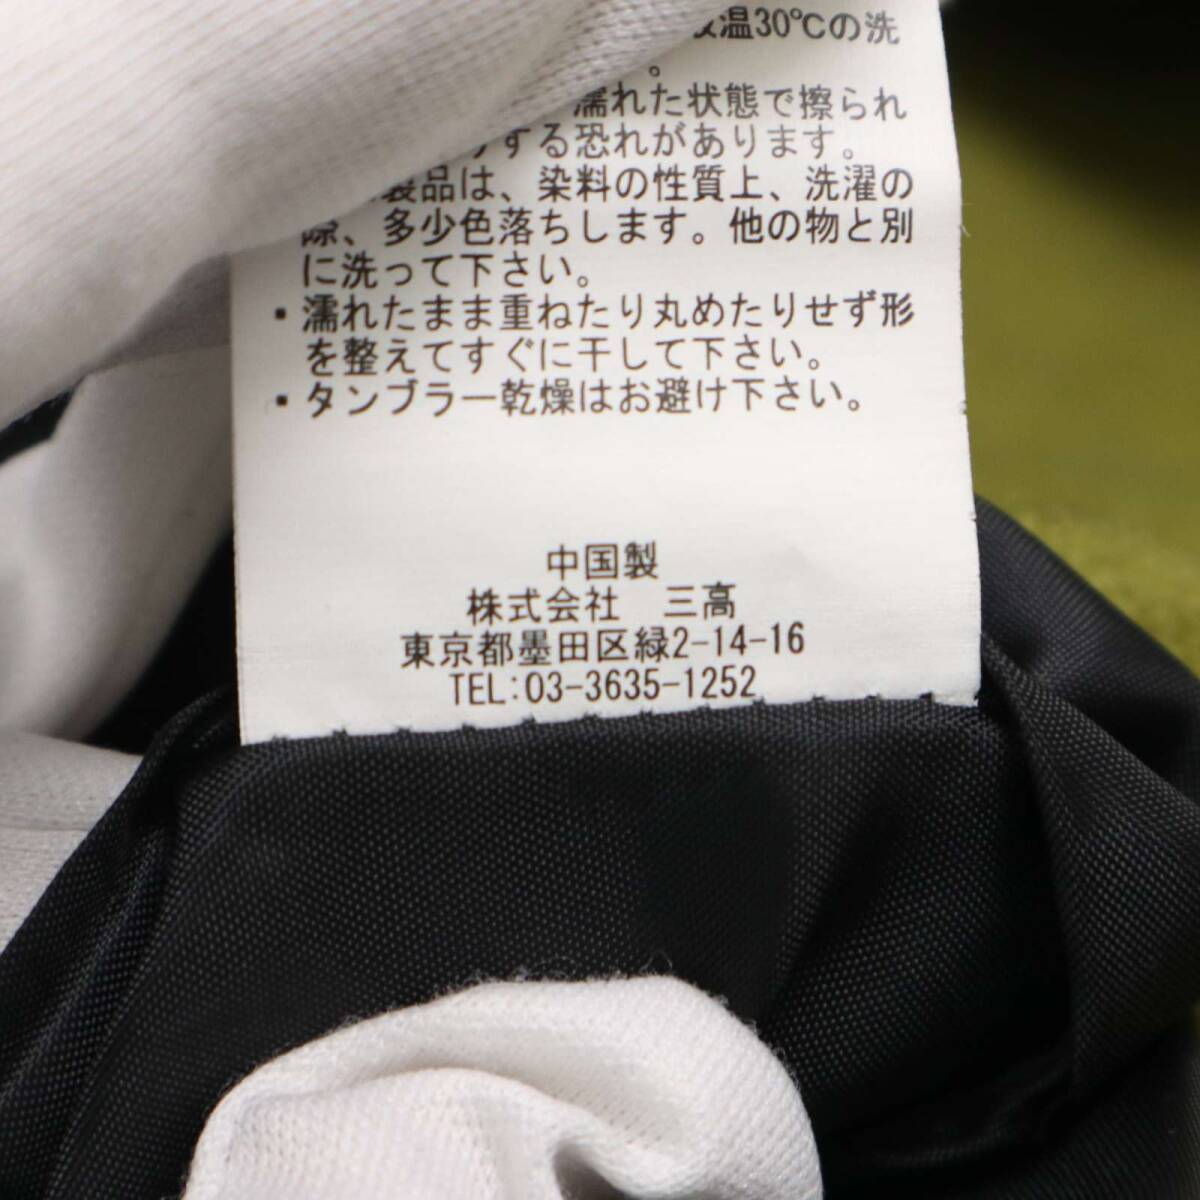 温30℃の洗
。
濡れた状態で擦られ
する恐れがあります。
製品は、染料の性質上、洗濯の
際、多少色落ちします。他の物と別
に洗って下さい。
・濡れたまま重ねたり丸めたりせず形
を整えてすぐに干して下さい。
・タンブラー乾燥はお避け下さい。
中国製
株式会社　三高
東京都墨田区緑2-14-16
TEL:03-3635-1252